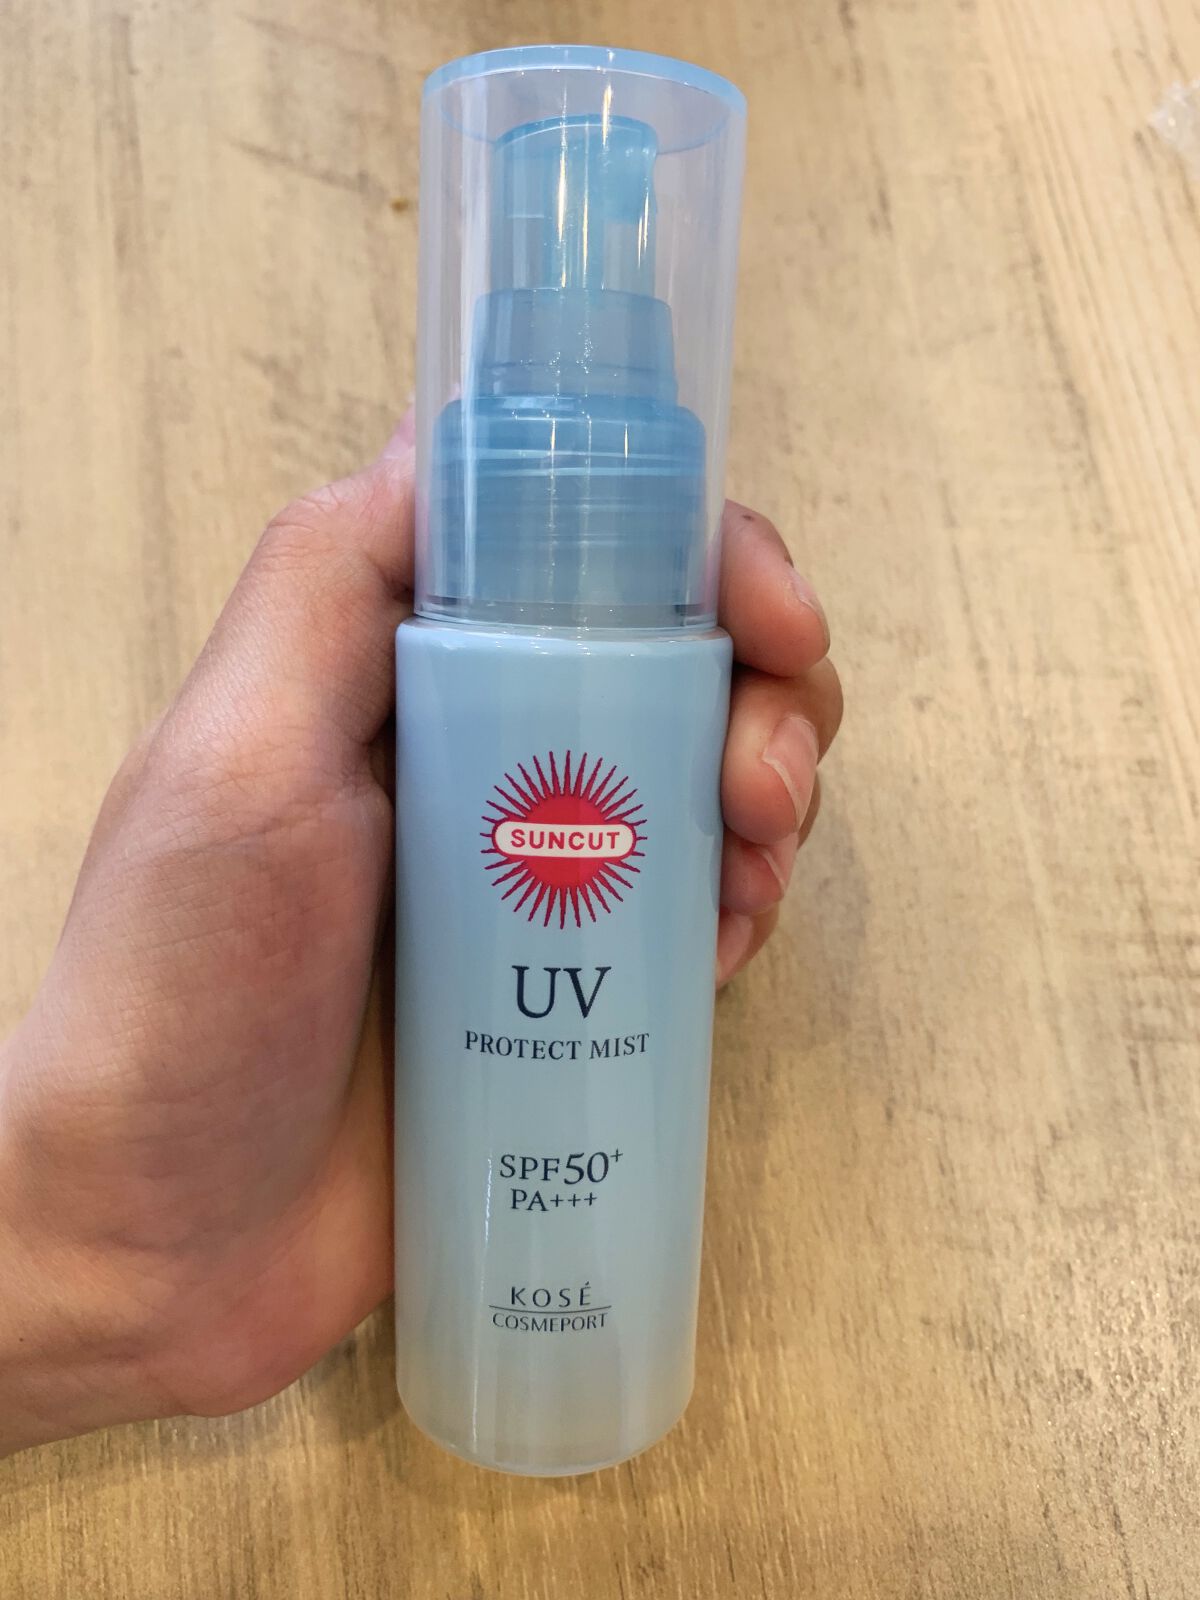 SUNCUT
UV
PROTECT MIST
SPF50+
PA+++
KOSÉ
COSMEPORT